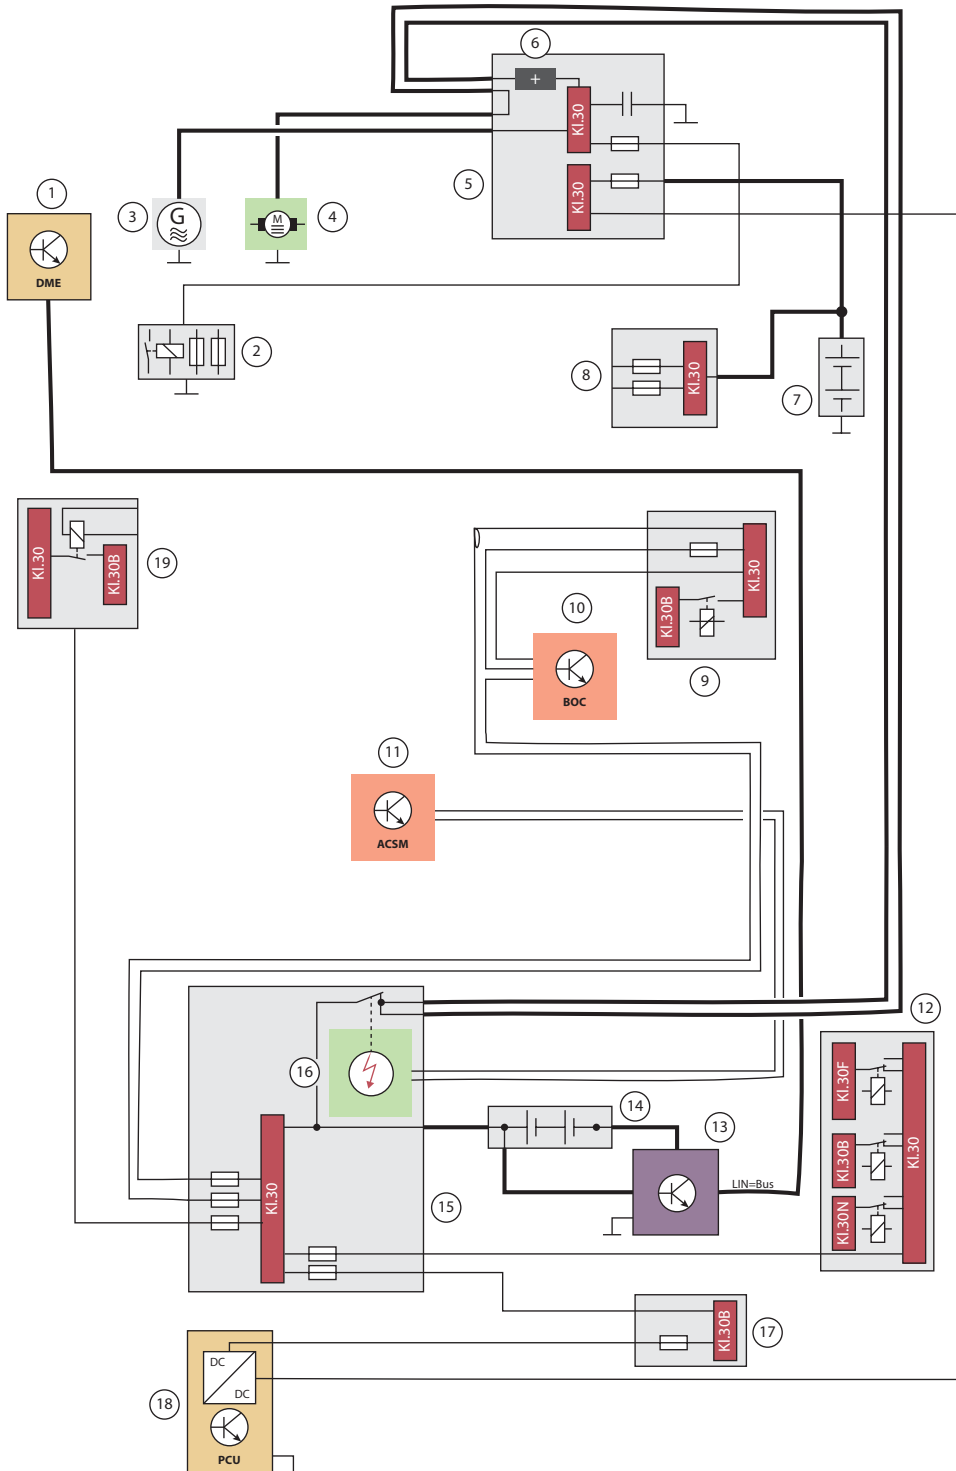 6
+
Kl.30
5
Kl.30
1
DME
3
G
M
4
2
8
Kl.30
7
Kl.30
Kl.30B
19
Kl.30
Kl.30B
9
10
BOC
11
ACSM
12
Kl.30F
Kl.30
Kl.30B
Kl.30N
16
14
13
LIN=Bus
Kl.30
15
Kl.30B
17
DC
DC
18
PCU